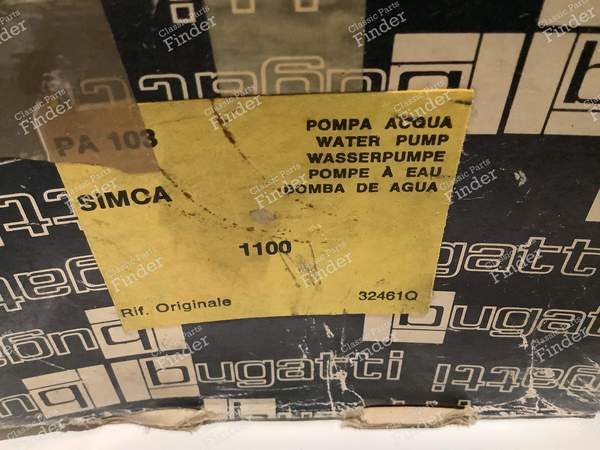 PA 103
POMPA ACQUA
WATER PUMP
WASSERPUMPE
POMPE À EAU
BOMBA DE AGUA
SIMCA
1100
Rif. Originale 32461Q
bugatti
bugatti
bugatti
bugatti
Classic Parts Finder